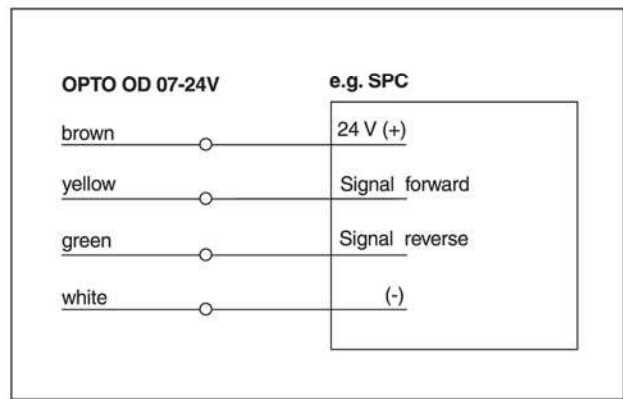 OPTO OD 07-24V e.g. SPC
brown 24 V (+)
yellow Signal forward
green Signal reverse
white (-)